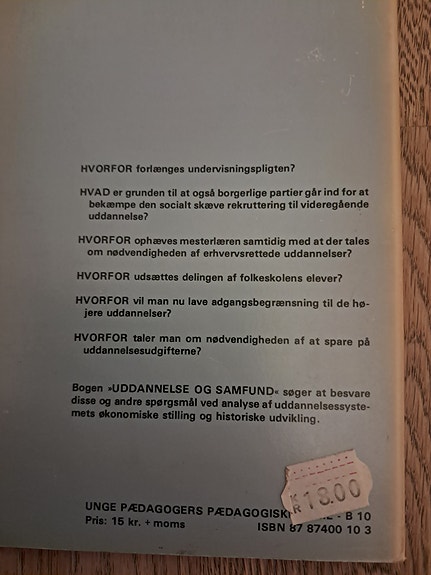 HVORFOR forlænges undervisningspligten?
HVAD er grunden til at også borgerlige partier går ind for at
bekæmpe den socialt skæve rekruttering til videregående
uddannelse?
HVORFOR ophæves mesterlæren samtidig med at der tales
om nødvendigheden af erhvervsrettede uddannelser?
HVORFOR udsættes delingen af folkeskolens elever?
HVORFOR vil man nu lave adgangsbegrænsning til de hø-
jere uddannelser?
HVORFOR taler man om nødvendigheden af at spare på
uddannelsesudgifterne?
Bogen »UDDANNELSE OG SAMFUND« søger at besvare
disse og andre spørgsmål ved analyse af uddannelsessyste-
mets økonomiske stilling og historiske udvikling.
KR 18.00
UNGE PÆDAGOGERS PÆDAGOGISK - B 10
Pris: 15 kr. + moms
ISBN 87 87400 10 3